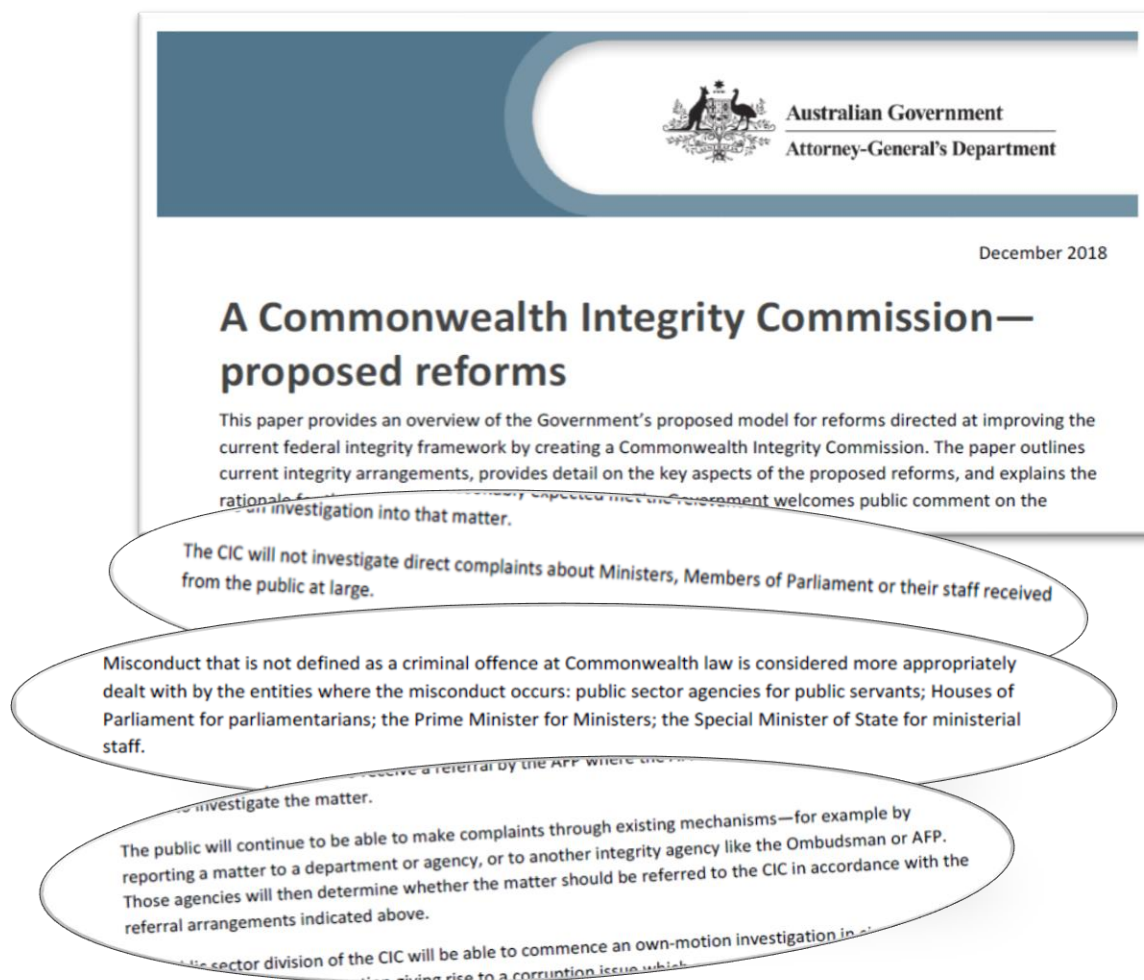 Australian Government
Attorney-General's Department
December 2018
A Commonwealth Integrity Commission—
proposed reforms
This paper provides an overview of the Government's proposed model for reforms directed at improving the
current federal integrity framework by creating a Commonwealth Integrity Commission. The paper outlines
current integrity arrangements, provides detail on the key aspects of the proposed reforms, and explains the
rationale welcomes public comment on the
investigation into that matter.
The CIC will not investigate direct complaints about Ministers, Members of Parliament or their staff received
from the public at large.
Misconduct that is not defined as a criminal offence at Commonwealth law is considered more appropriately
dealt with by the entities where the misconduct occurs: public sector agencies for public servants; Houses of
Parliament for parliamentarians; the Prime Minister for Ministers; the Special Minister of State for ministerial
staff.
a referral by the AFP where the
investigate the matter.
The public will continue to be able to make complaints through existing mechanisms—for example by
reporting a matter to a department or agency, or to another integrity agency like the Ombudsman or AFP.
Those agencies will then determine whether the matter should be referred to the CIC in accordance with the
referral arrangements indicated above.
sector division of the CIC will be able to commence an own-motion investigation in
giving rise to a corruption issue which